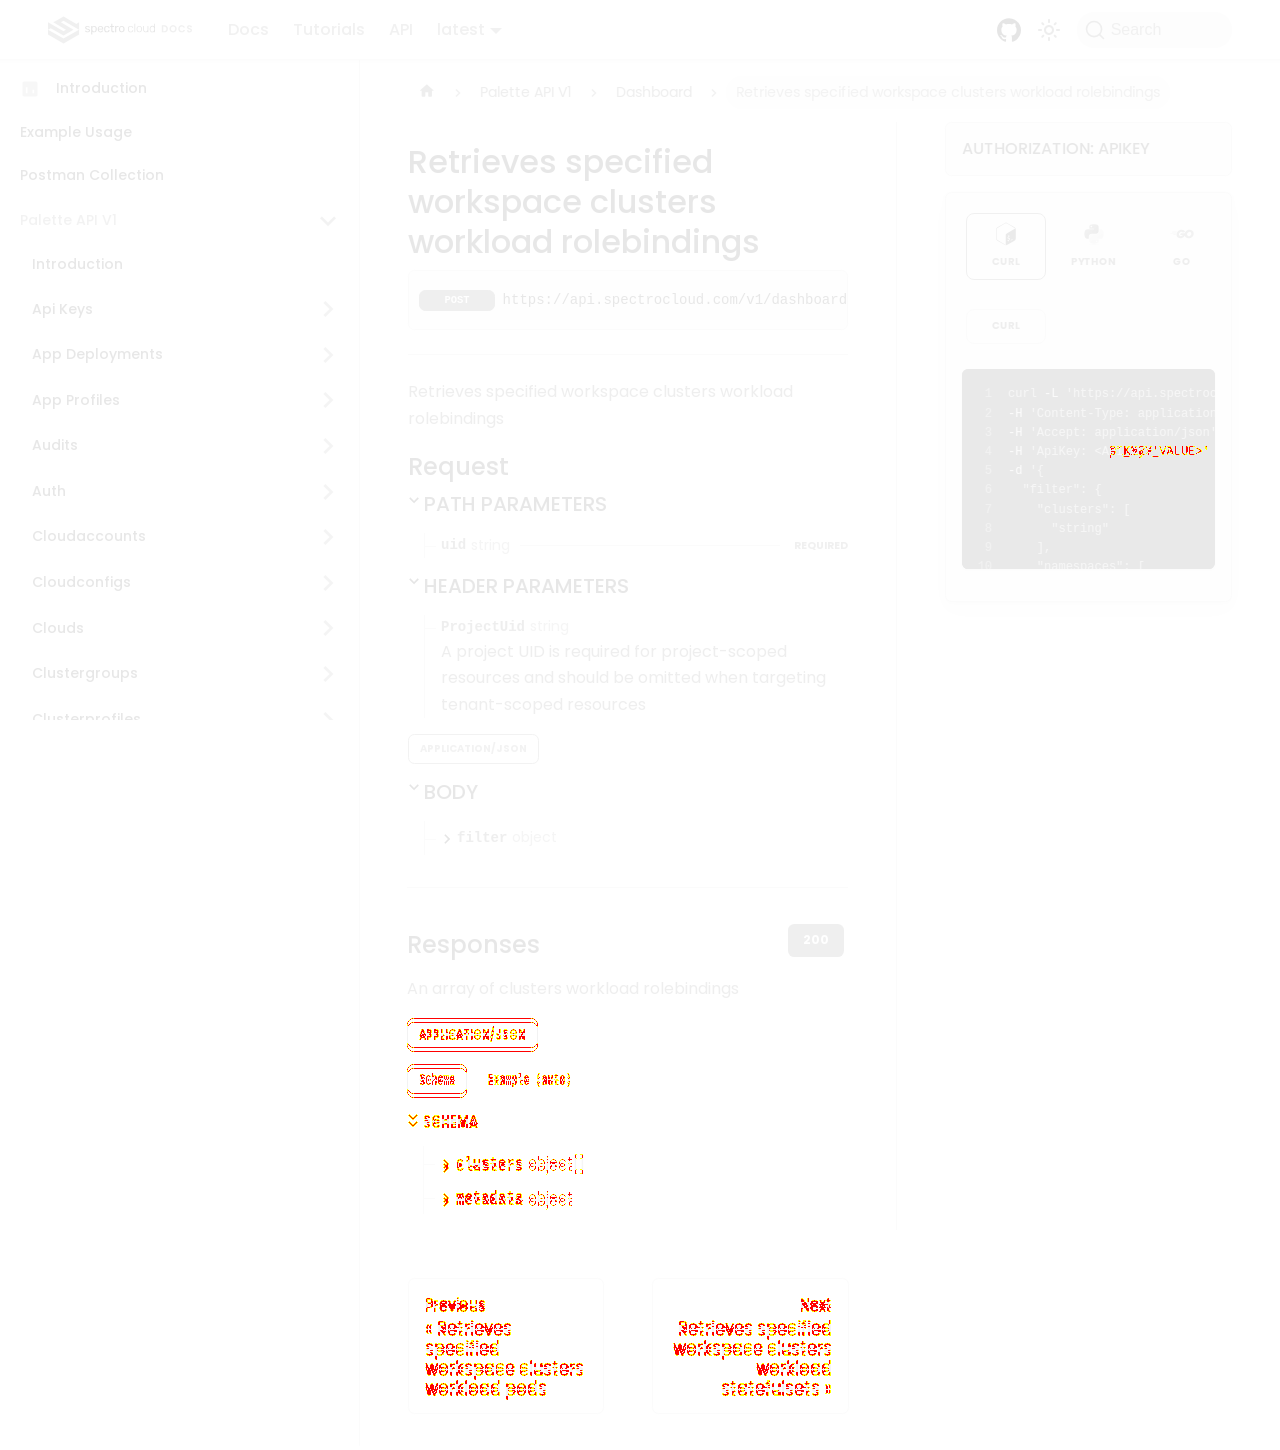 spectro cloud DOCS Docs Tutorials API latest Search
Introduction
Example Usage
Postman Collection
Palette API V1
Introduction
Api Keys
App Deployments
App Profiles
Audits
Auth
Cloudaccounts
Cloudconfigs
Clouds
Clustergroups
Clusterprofiles
Palette API V1 › Dashboard › Retrieves specified workspace clusters workload rolebindings
Retrieves specified
workspace clusters
workload rolebindings
POST https://api.spectrocloud.com/v1/dashboard
Retrieves specified workspace clusters workload
rolebindings
Request
PATH PARAMETERS
uid string REQUIRED
HEADER PARAMETERS
ProjectUid string
A project UID is required for project-scoped
resources and should be omitted when targeting
tenant-scoped resources
APPLICATION/JSON
BODY
filter object
Responses 200
An array of clusters workload rolebindings
APPLICATION/JSON
Schema Example (auto)
SCHEMA
clusters object[]
metadata object
Previous
« Retrieves
specified
workspace clusters
workload pods
Next
Retrieves specified
workspace clusters
workload
statefulsets »
AUTHORIZATION: APIKEY
CURL PYTHON GO
CURL
1 curl -L 'https://api.spectroc
2 -H 'Content-Type: application
3 -H 'Accept: application/json'
4 -H 'ApiKey: _VALUE>'
5 -d '{
6 "filter": {
7 "clusters": [
8 "string"
9 ],
10 "namespaces": [